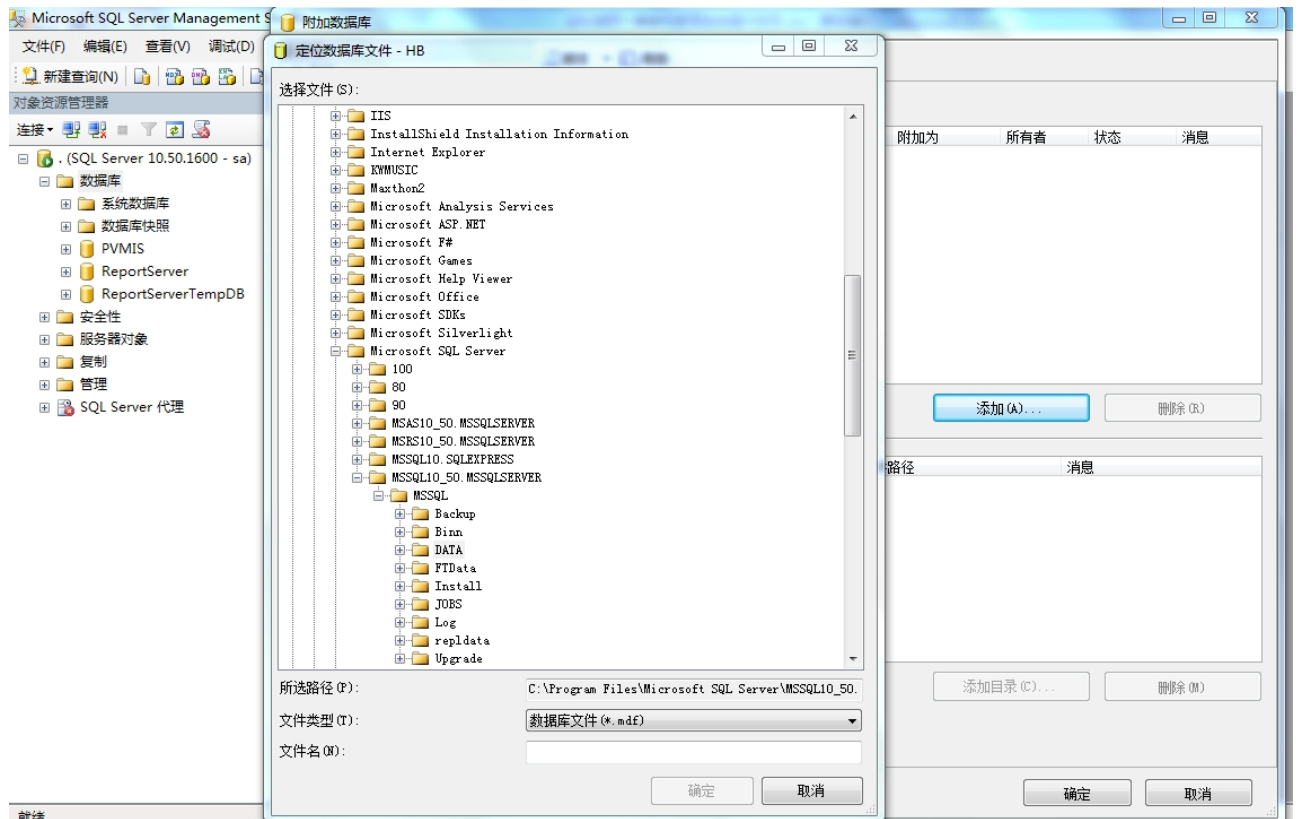 Microsoft SQL Server Management S
文件(F) 编辑(E) 查看(V) 调试(D)
新建查询(N)
对象资源管理器
连接
. (SQL Server 10.50.1600 - sa)
数据库
系统数据库
数据库快照
PVMIS
ReportServer
ReportServerTempDB
安全性
服务器对象
复制
管理
SQL Server 代理
就绪
附加数据库
定位数据库文件 - HB
选择文件(S):
IIS
InstallShield Installation Information
Internet Explorer
KWMUSIC
Maxthon2
Microsoft Analysis Services
Microsoft ASP.NET
Microsoft F#
Microsoft Games
Microsoft Help Viewer
Microsoft Office
Microsoft SDKs
Microsoft Silverlight
Microsoft SQL Server
100
80
90
MSAS10_50.MSSQLSERVER
MSRS10_50.MSSQLSERVER
MSSQL10.SQLEXPRESS
MSSQL10_50.MSSQLSERVER
MSSQL
Backup
Binn
DATA
FTData
Install
JOBS
Log
repldata
Upgrade
所选路径(P): C:\Program Files\Microsoft SQL Server\MSSQL10_50.
文件类型(T): 数据库文件(*.mdf)
文件名(N):
确定 取消
附加为 所有者 状态 消息
添加(A)... 删除(R)
路径 消息
添加目录(C)... 删除(M)
确定 取消